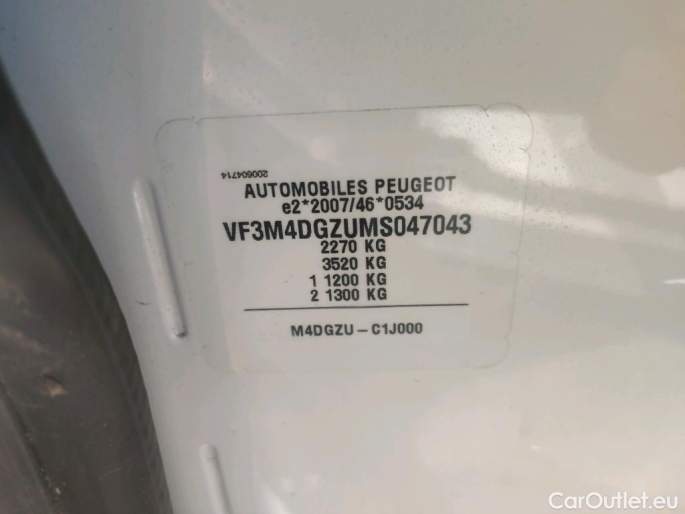 200604714
AUTOMOBILES PEUGEOT
e2*2007/46*0534
VF3M4DGZUMS047043
2270 KG
3520 KG
1 1200 KG
2 1300 KG
M4DGZU – C1J000
CarOutlet.eu